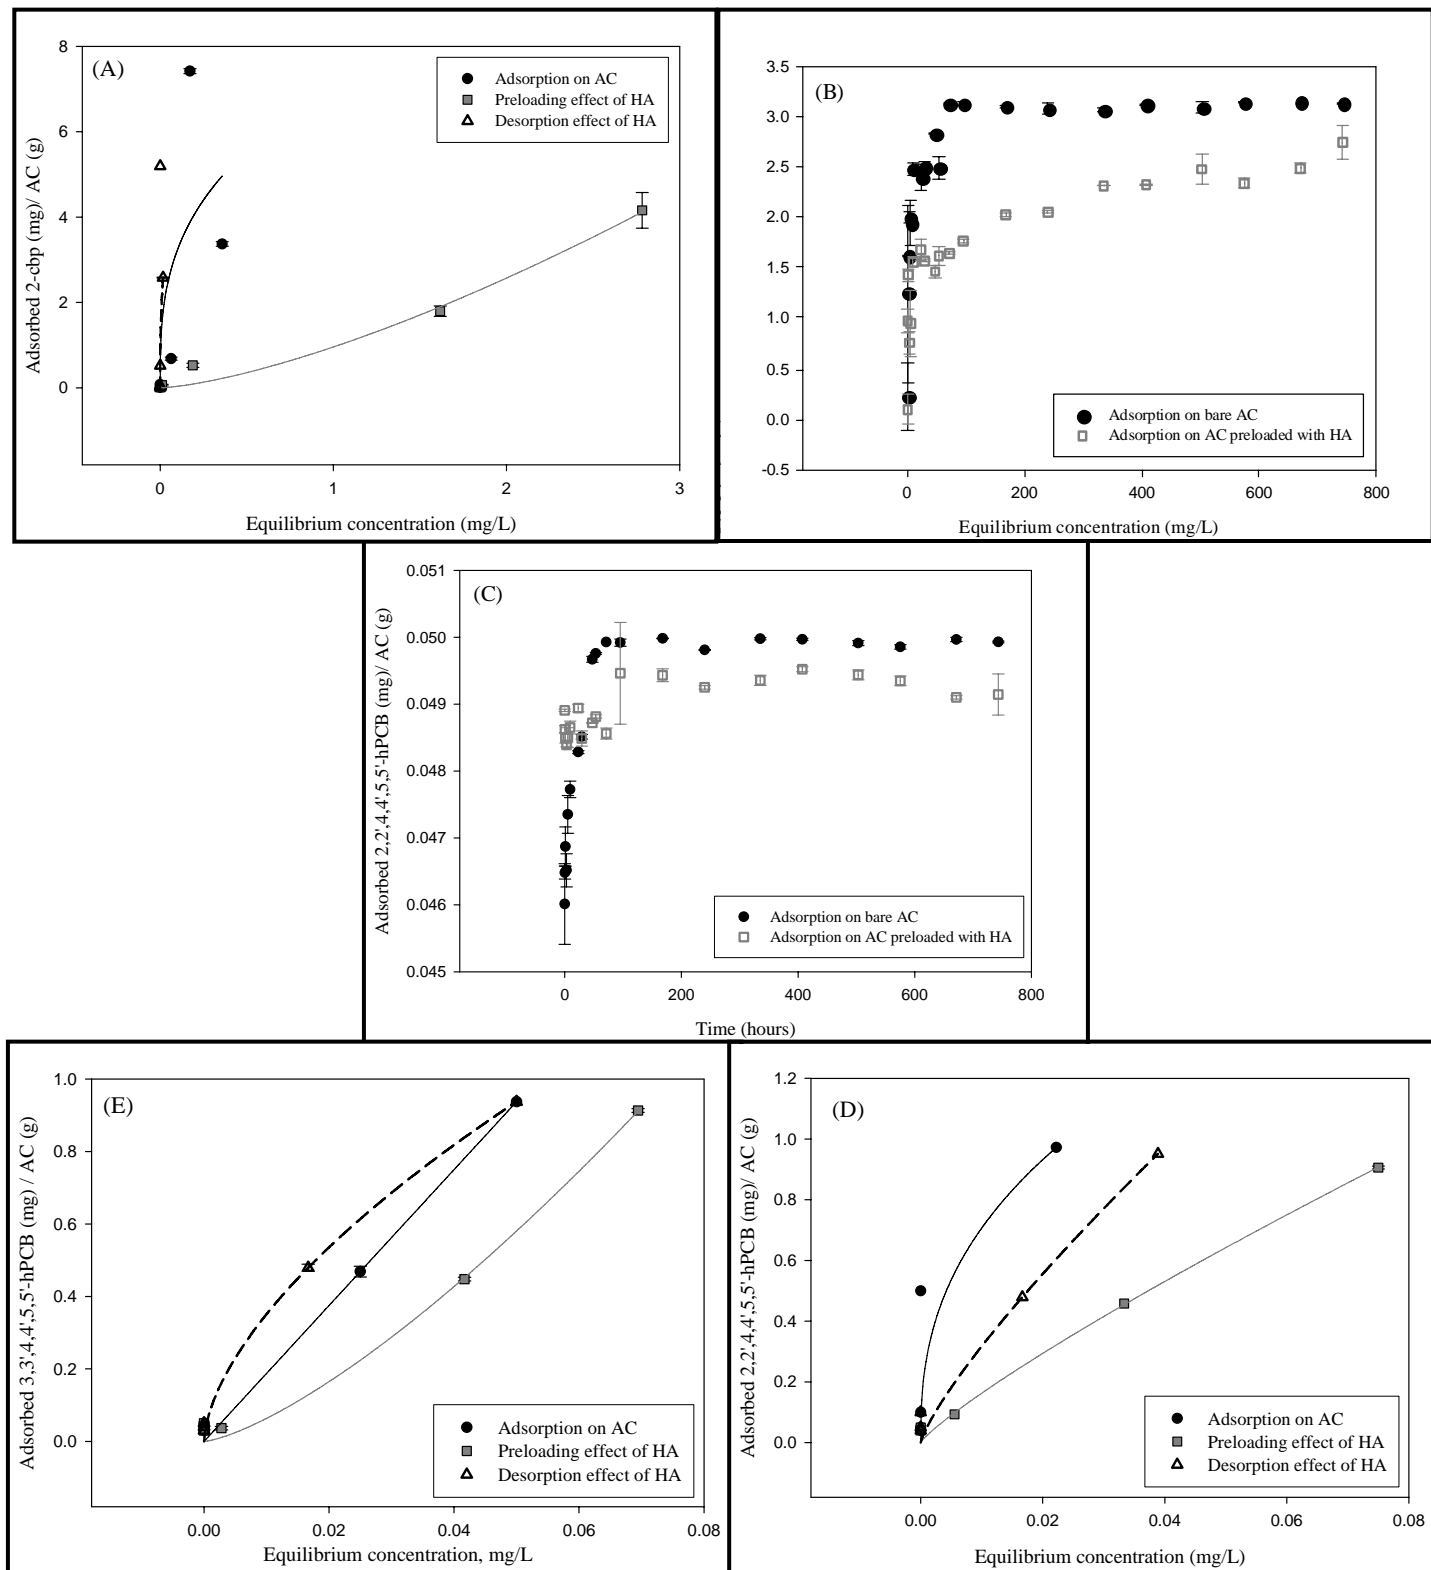 (A)
Adsorbed 2-cbp (mg)/ AC (g)
8
6
4
2
0
Adsorption on AC
Preloading effect of HA
Desorption effect of HA
0 1 2 3
Equilibrium concentration (mg/L)
(B)
3.5
3.0
2.5
2.0
1.5
1.0
0.5
0.0
-0.5
Adsorption on bare AC
Adsorption on AC preloaded with HA
0 200 400 600 800
Equilibrium concentration (mg/L)
(C)
Adsorbed 2,2',4,4',5,5'-hPCB (mg)/ AC (g)
0.051
0.050
0.049
0.048
0.047
0.046
0.045
Adsorption on bare AC
Adsorption on AC preloaded with HA
0 200 400 600 800
Time (hours)
(E)
Adsorbed 3,3',4,4',5,5'-hPCB (mg) / AC (g)
1.0
0.8
0.6
0.4
0.2
0.0
Adsorption on AC
Preloading effect of HA
Desorption effect of HA
0.00 0.02 0.04 0.06 0.08
Equilibrium concentration, mg/L
(D)
Adsorbed 2,2',4,4',5,5'-hPCB (mg)/ AC (g)
1.2
1.0
0.8
0.6
0.4
0.2
0.0
Adsorption on AC
Preloading effect of HA
Desorption effect of HA
0.00 0.02 0.04 0.06 0.08
Equilibrium concentration (mg/L)